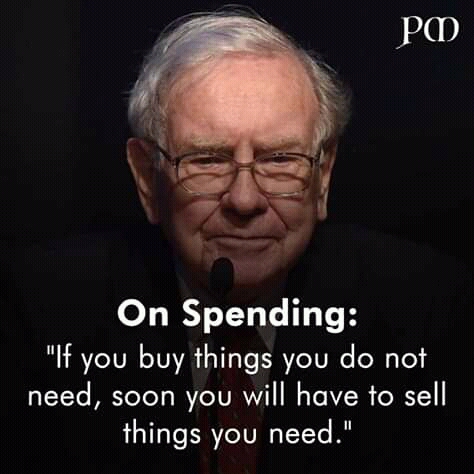 PM
On Spending:
"If you buy things you do not
need, soon you will have to sell
things you need."